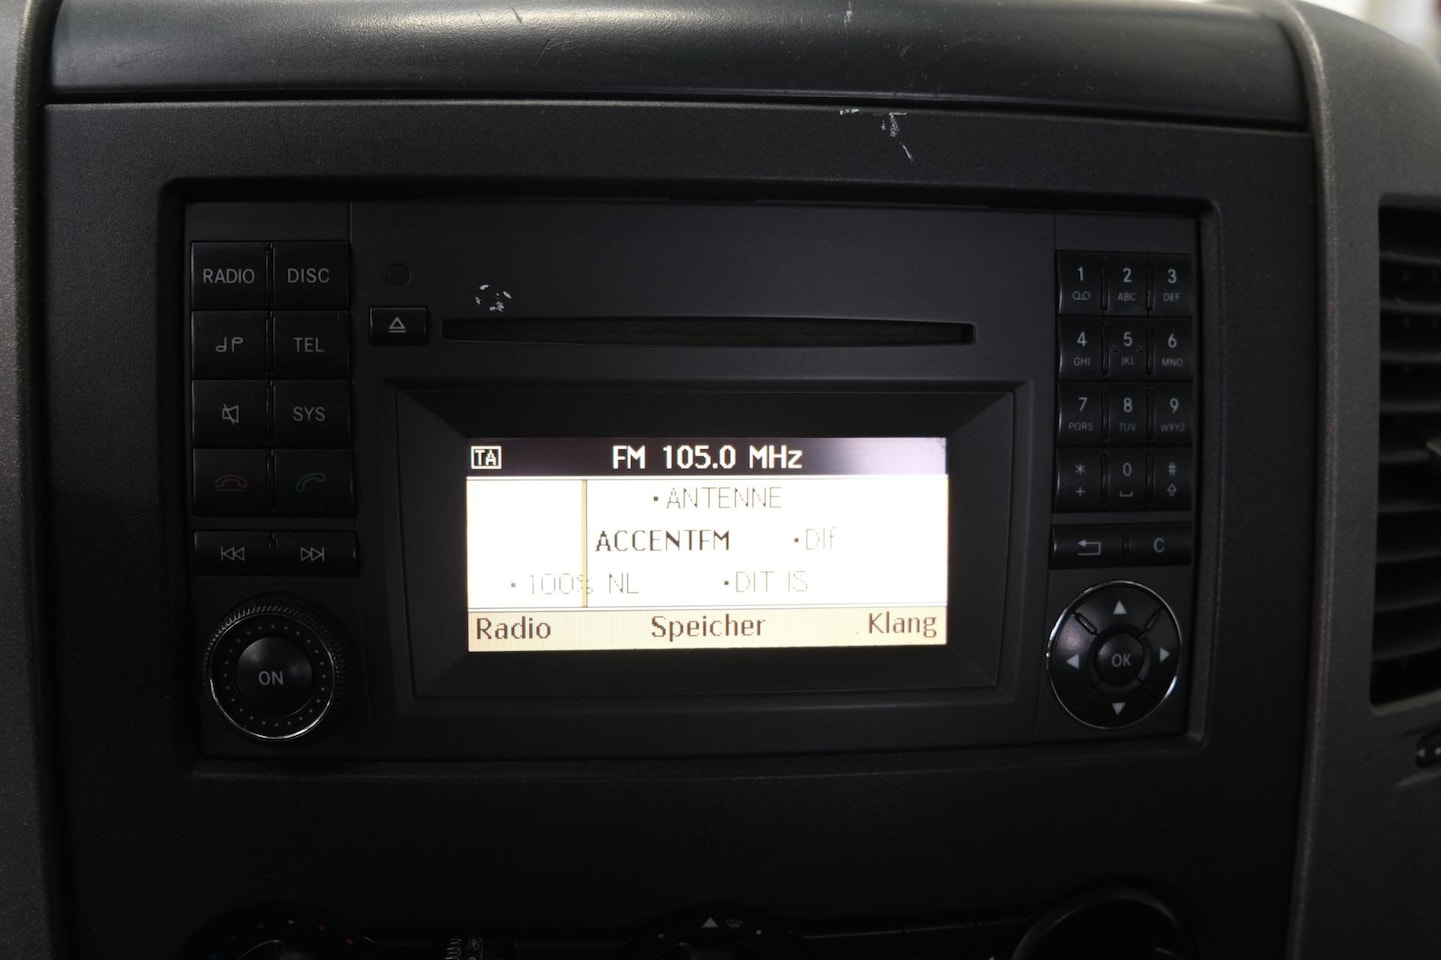 RADIO DISC
TEL
SYS
ON
TA FM 105.0 MHz
•ANTENNE
ACCENTFM •Dlf
•100% NL •DIT IS
Radio Speicher Klang
1 2 ABC 3 DEF
4 GHI 5 JKL 6 MNO
7 PQRS 8 TUV 9 WXYZ
* + 0 #
C
OK